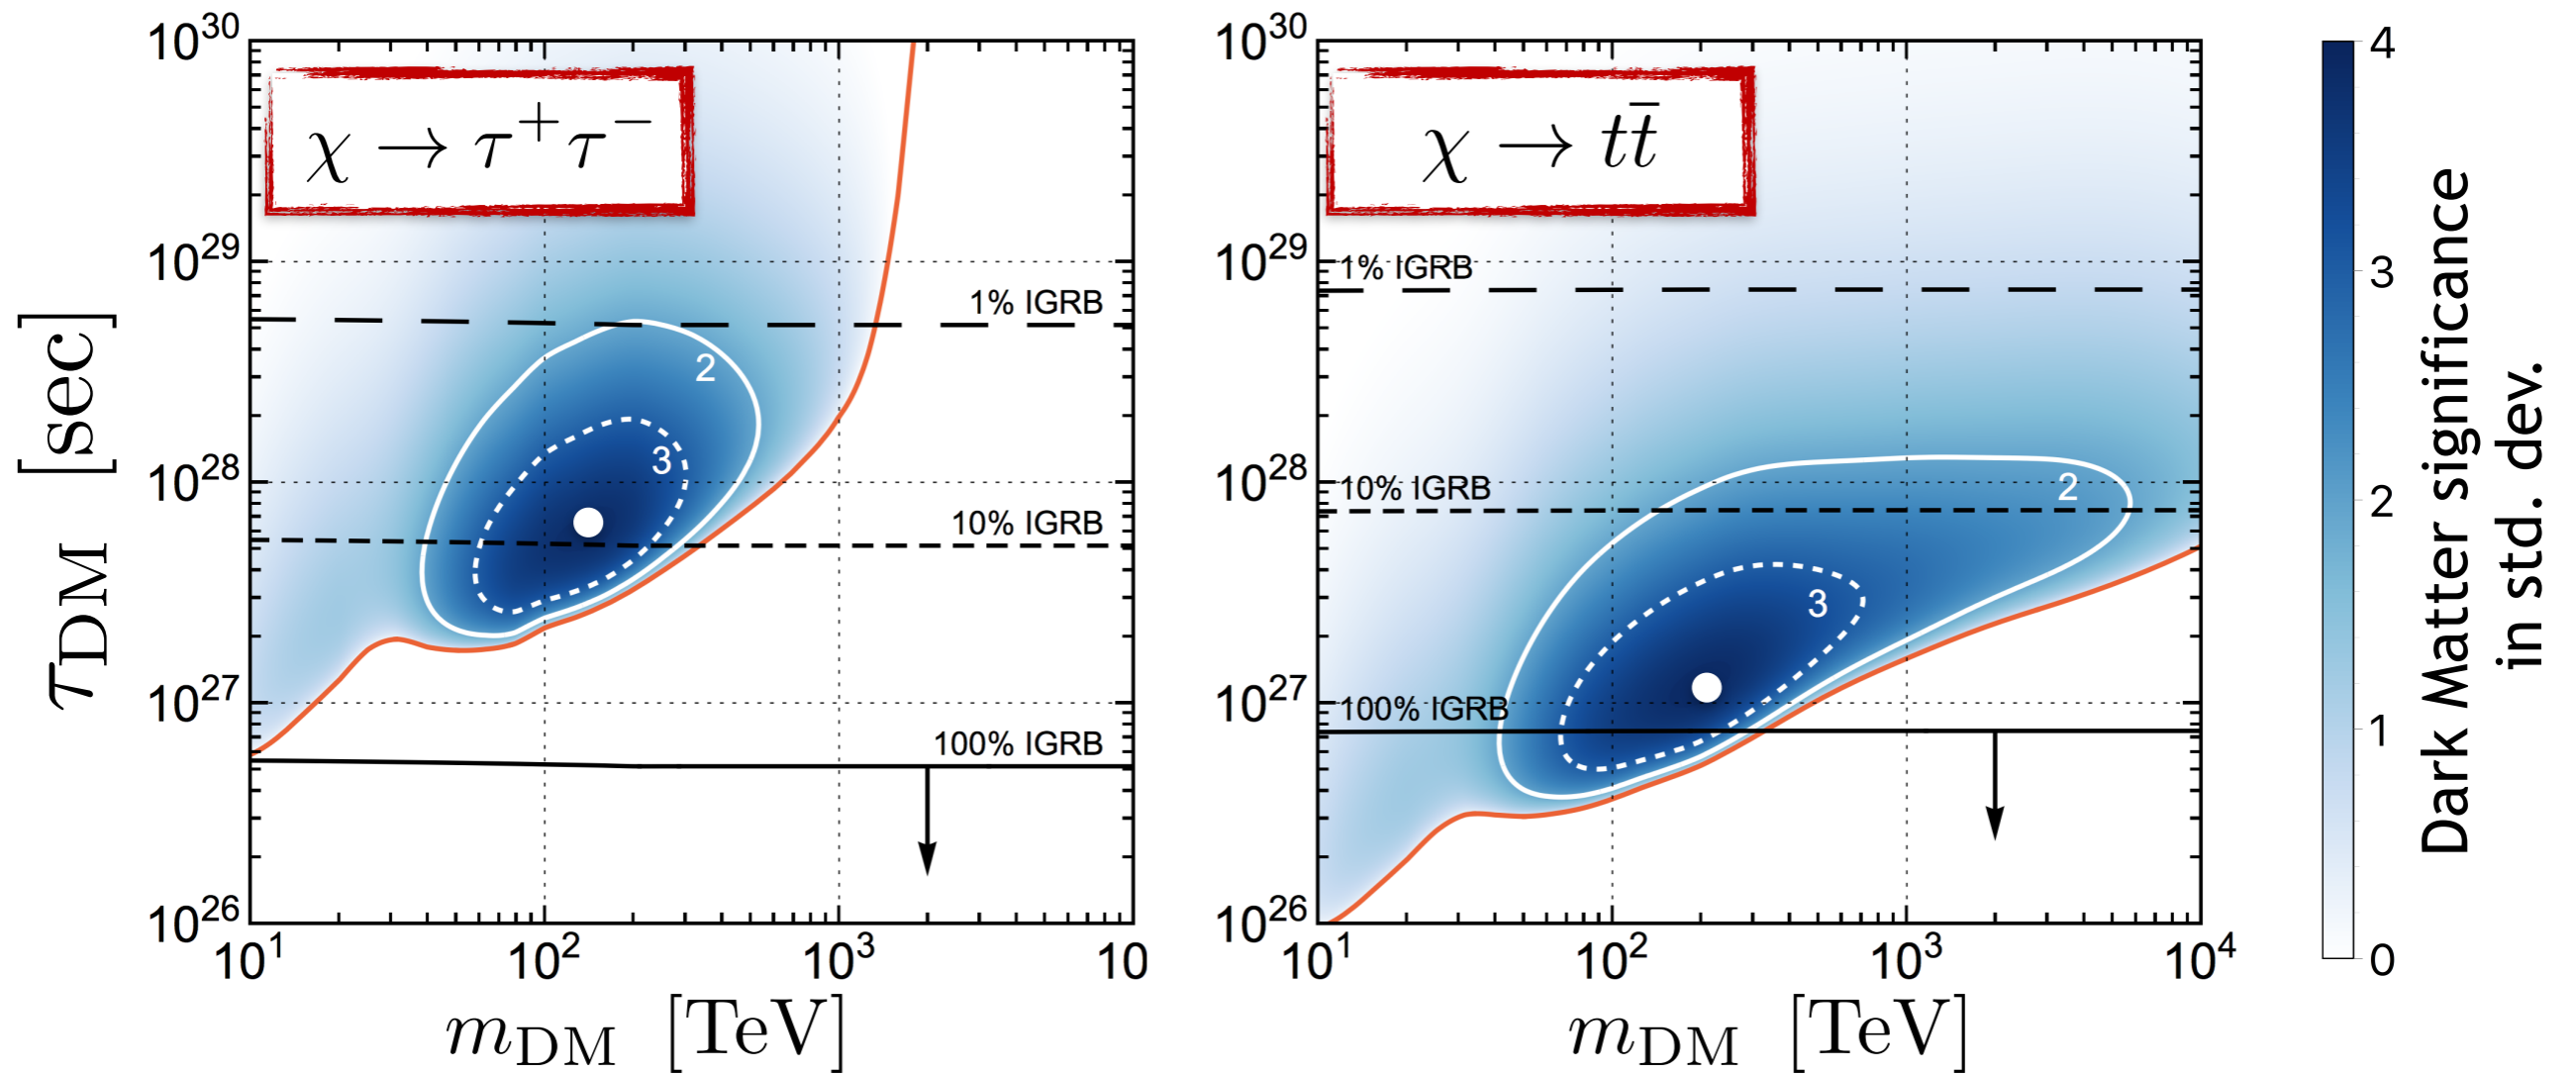 10^30
10^29
10^28
10^27
10^26
τ_DM [sec]
χ → τ^+ τ^-
1% IGRB
2
3
10% IGRB
100% IGRB
10^1
10^2
10^3
10
m_DM [TeV]
10^30
10^29
10^28
10^27
10^26
χ → t t̄
1% IGRB
10% IGRB
2
3
100% IGRB
10^1
10^2
10^3
10^4
m_DM [TeV]
4
3
2
1
0
Dark Matter significance
in std. dev.